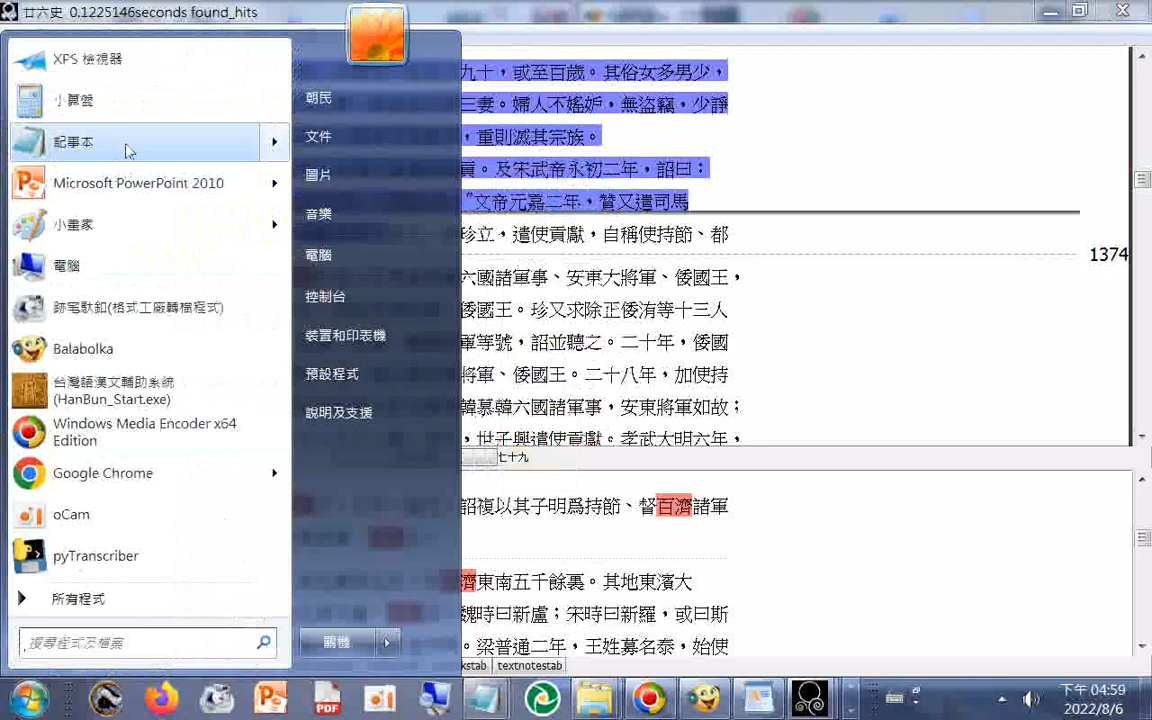 廿六史 0.1225146seconds found_hits
XPS 檢視器
小算盤
記事本
Microsoft PowerPoint 2010
小畫家
電腦
跡宅馱釦(格式工廠轉檔程式)
Balabolka
台灣語漢文輔助系統
(HanBun_Start.exe)
Windows Media Encoder x64
Edition
Google Chrome
oCam
pyTranscriber
所有程式
搜尋程式及檔案
朝民
文件
圖片
音樂
電腦
控制台
裝置和印表機
預設程式
說明及支援
關機
九十，或至百歲。其俗女多男少，
三妻。婦人不媱妒，無盜竊，少諍
，重則滅其宗族。
貢。及宋武帝永初二年，詔曰：
"文帝元嘉二年，贊又遣司馬
珍立，遣使貢獻，自稱使持節、都
1374
六國諸軍事、安東大將軍、倭國王，
倭國王。珍又求除正倭洧等十三人
軍等號，詔並聽之。二十年，倭國
將軍、倭國王。二十八年，加使持
韓慕韓六國諸軍事，安東將軍如故；
，世子興遣使貢獻。孝武大明六年，
七十九
詔複以其子明爲持節、督百濟諸軍
濟東南五千餘裏。其地東濱大
魏時曰新盧；宋時曰新羅，或曰斯
。梁普通二年，王姓募名泰，始使
kstab
textnotestab
PDF
下午 04:59
2022/8/6